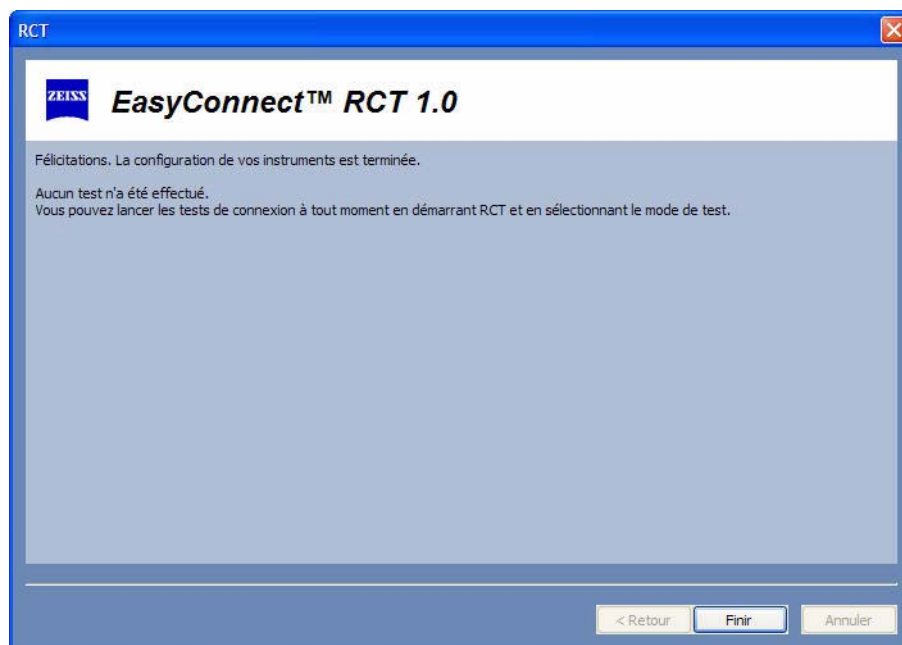 RCT
ZEISS
EasyConnect™ RCT 1.0
Félicitations. La configuration de vos instruments est terminée.
Aucun test n'a été effectué.
Vous pouvez lancer les tests de connexion à tout moment en démarrant RCT et en sélectionnant le mode de test.
< Retour
Finir
Annuler